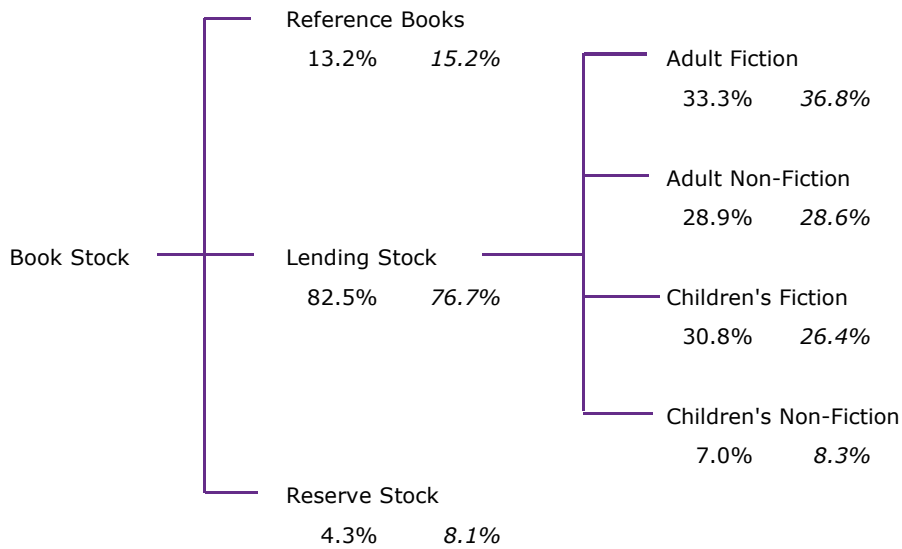 Reference Books
13.2% 15.2%
Adult Fiction
33.3% 36.8%
Adult Non-Fiction
28.9% 28.6%
Book Stock
Lending Stock
82.5% 76.7%
Children's Fiction
30.8% 26.4%
Children's Non-Fiction
7.0% 8.3%
Reserve Stock
4.3% 8.1%